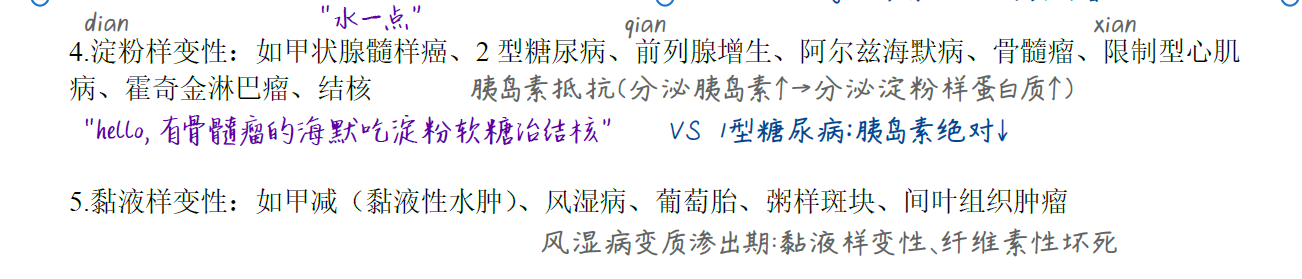 "水一点"
dian qian xian
4.淀粉样变性：如甲状腺髓样癌、2 型糖尿病、前列腺增生、阿尔兹海默病、骨髓瘤、限制型心肌
病、霍奇金淋巴瘤、结核 胰岛素抵抗(分泌胰岛素↑→分泌淀粉样蛋白质↑)
"hello, 有骨髓瘤的海默吃淀粉软糖治结核" VS 1型糖尿病:胰岛素绝对↓
5.黏液样变性：如甲减（黏液性水肿）、风湿病、葡萄胎、粥样斑块、间叶组织肿瘤
风湿病变质渗出期:黏液样变性、纤维素性坏死